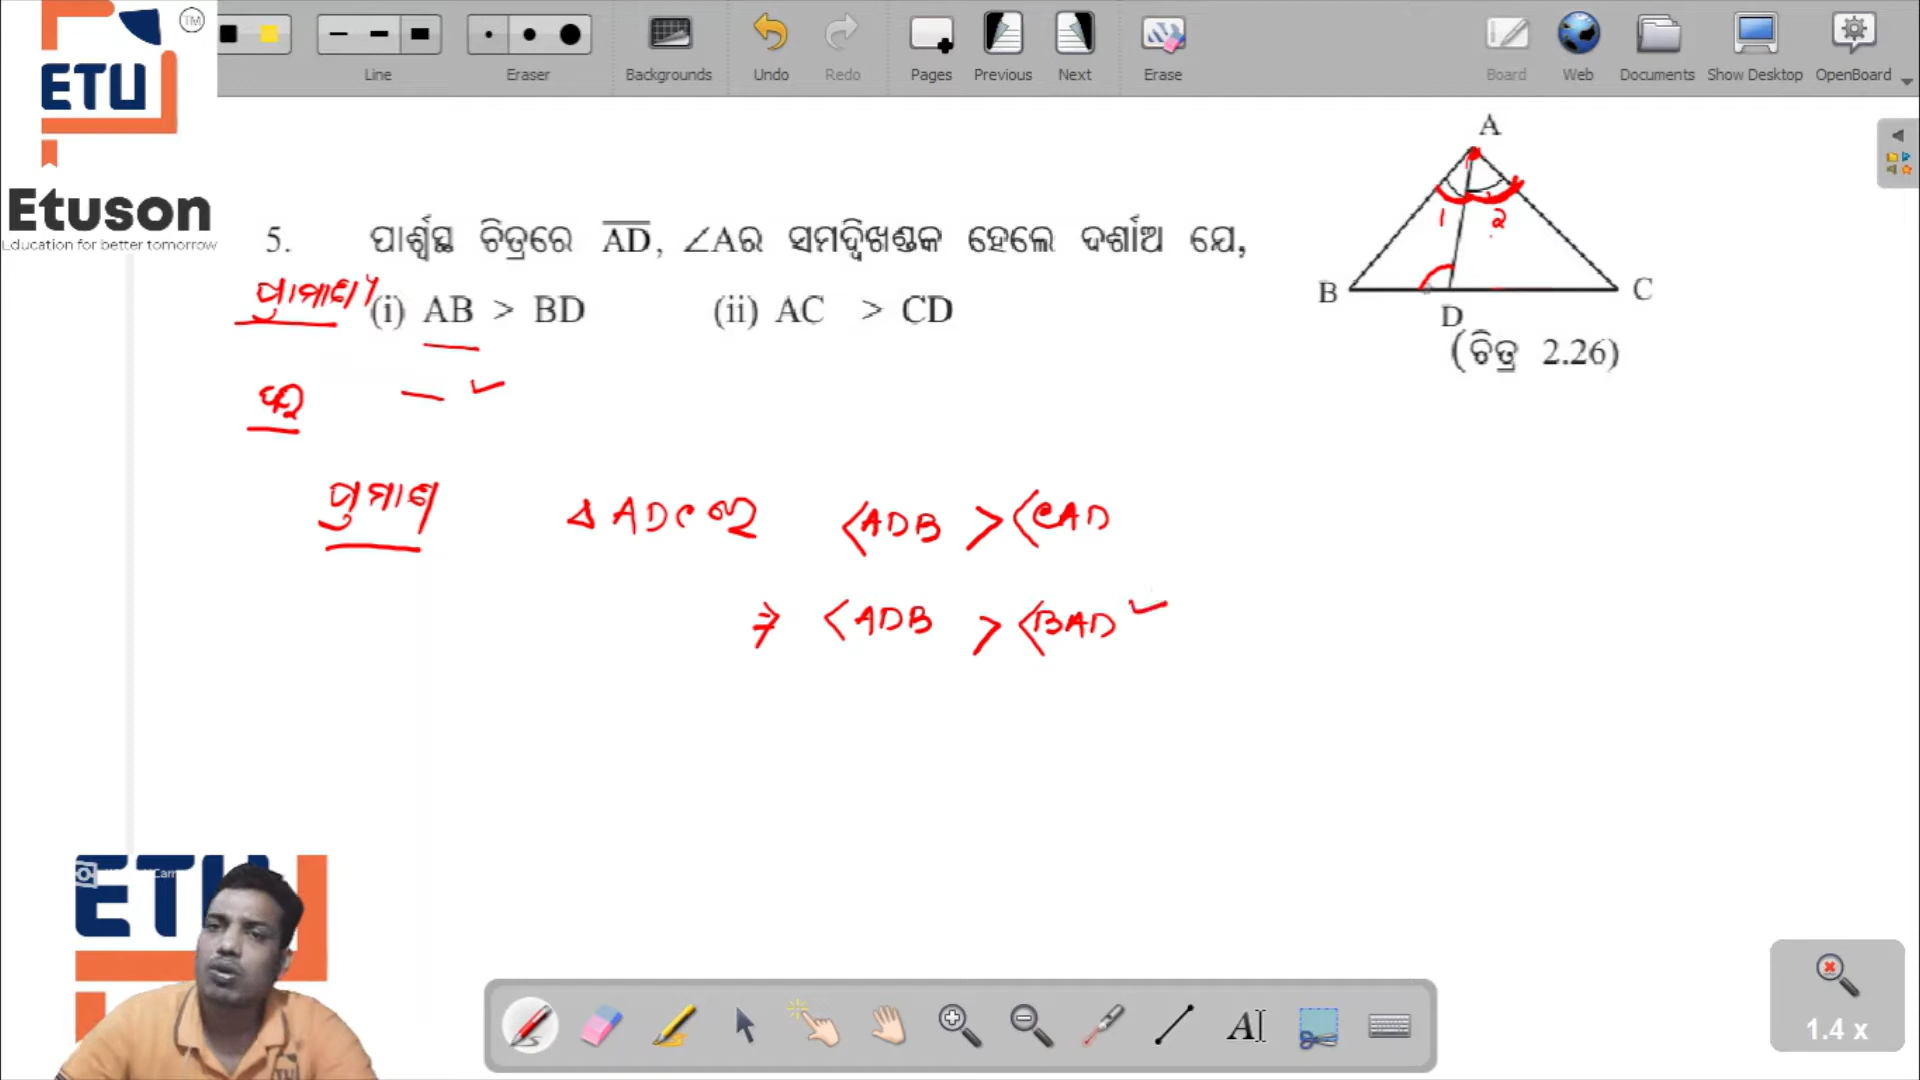 ETU
TM
Etuson
Education for better tomorrow
Line
Eraser
Backgrounds
Undo
Redo
Pages
Previous
Next
Erase
Board
Web
Documents
Show Desktop
OpenBoard
5. ପାର୍ଶ୍ୱସ୍ଥ ଚିତ୍ରରେ AD, ∠Aର ସମଦ୍ୱିଖଣ୍ଡକ ହେଲେ ଦର୍ଶାଅ ଯେ,
(i) AB > BD (ii) AC > CD
A
1 2
B
C
D
(ଚିତ୍ର 2.26)
ପ୍ରମାଣ
Δ ADC ରେ <ADB > <CAD
⇒ <ADB > <BAD ✓
ETU
1.4 x